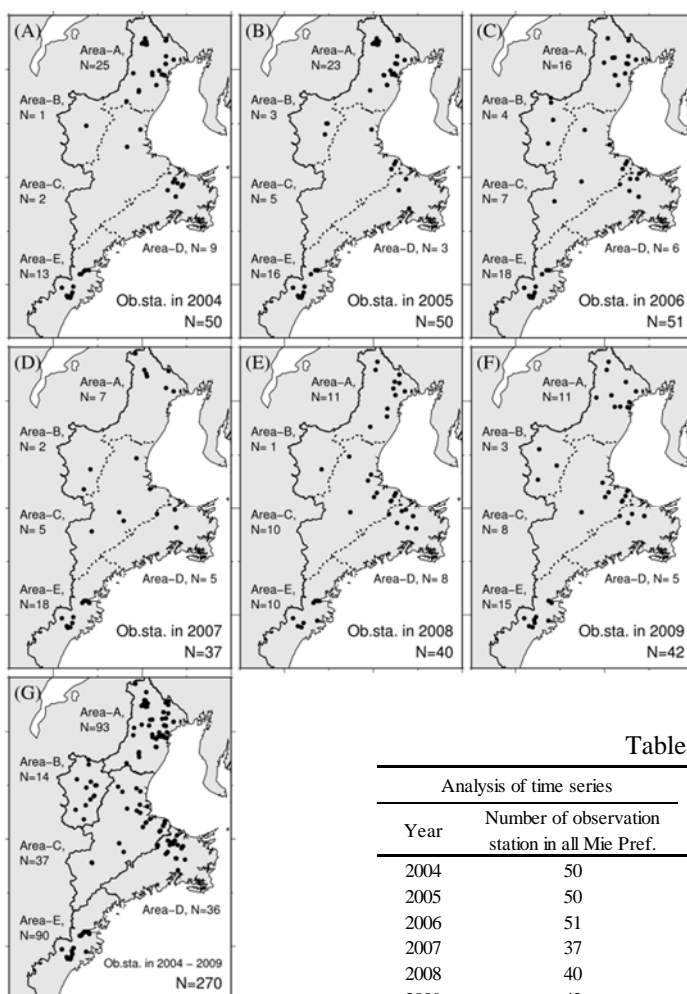 (A)
Area-A,
N=25
Area-B,
N= 1
Area-C,
N= 2
Area-D, N= 9
Area-E,
N=13
Ob.sta. in 2004
N=50
(B)
Area-A,
N=23
Area-B,
N= 3
Area-C,
N= 5
Area-D, N= 3
Area-E,
N=16
Ob.sta. in 2005
N=50
(C)
Area-A,
N=16
Area-B,
N= 4
Area-C,
N= 7
Area-D, N= 6
Area-E,
N=18
Ob.sta. in 2006
N=51
(D)
Area-A,
N= 7
Area-B,
N= 2
Area-C,
N= 5
Area-D, N= 5
Area-E,
N=18
Ob.sta. in 2007
N=37
(E)
Area-A,
N=11
Area-B,
N= 1
Area-C,
N=10
Area-D, N= 8
Area-E,
N=10
Ob.sta. in 2008
N=40
(F)
Area-A,
N=11
Area-B,
N= 3
Area-C,
N= 8
Area-D, N= 5
Area-E,
N=15
Ob.sta. in 2009
N=42
(G)
Area-A,
N=93
Area-B,
N=14
Area-C,
N=37
Area-D, N=36
Area-E,
N=90
Ob.sta. in 2004 - 2009
N=270
Table
Analysis of time series
Year
Number of observation
station in all Mie Pref.
2004 50
2005 50
2006 51
2007 37
2008 40